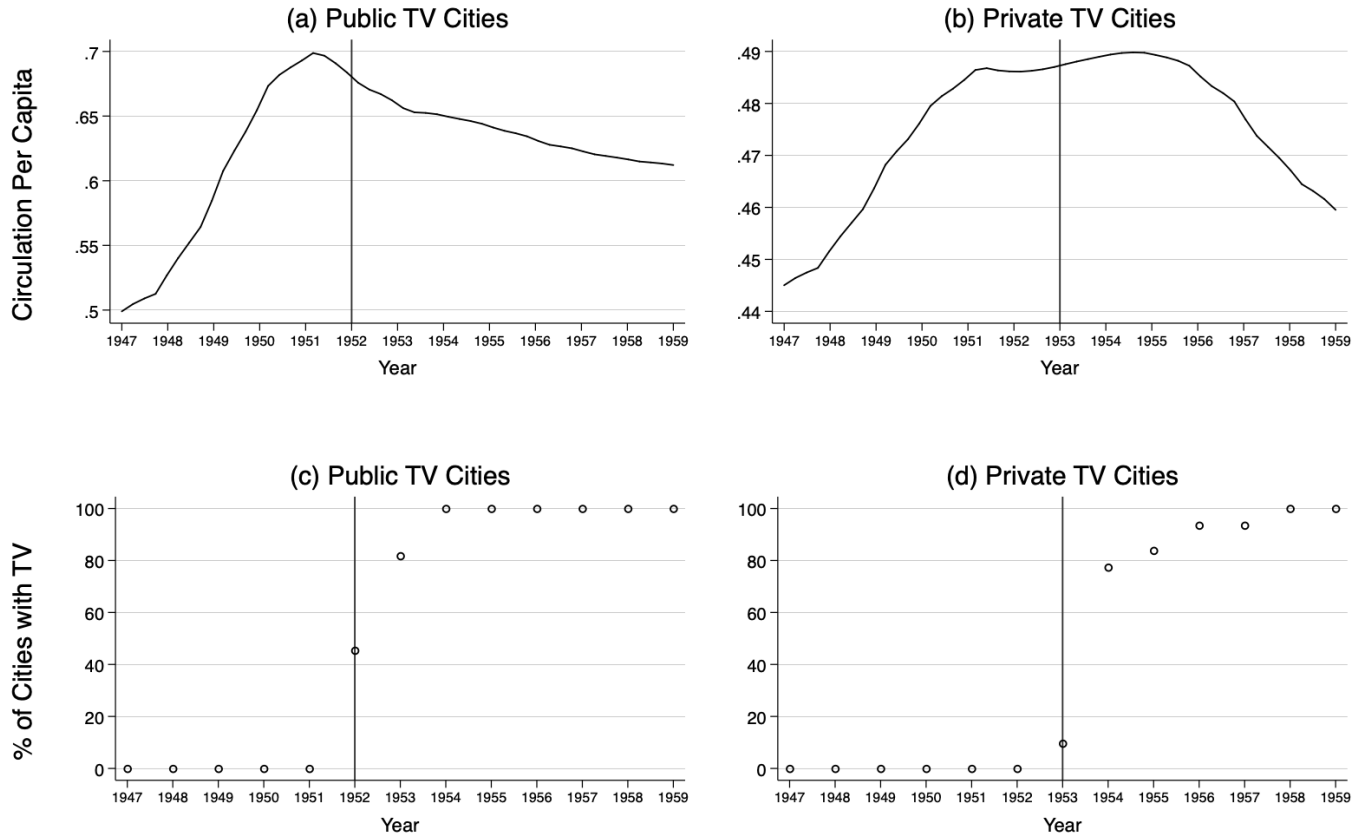 (a) Public TV Cities
Circulation Per Capita
.7
.65
.6
.55
.5
1947 1948 1949 1950 1951 1952 1953 1954 1955 1956 1957 1958 1959
Year
(b) Private TV Cities
.49
.48
.47
.46
.45
.44
1947 1948 1949 1950 1951 1952 1953 1954 1955 1956 1957 1958 1959
Year
(c) Public TV Cities
% of Cities with TV
100
80
60
40
20
0
1947 1948 1949 1950 1951 1952 1953 1954 1955 1956 1957 1958 1959
Year
(d) Private TV Cities
100
80
60
40
20
0
1947 1948 1949 1950 1951 1952 1953 1954 1955 1956 1957 1958 1959
Year